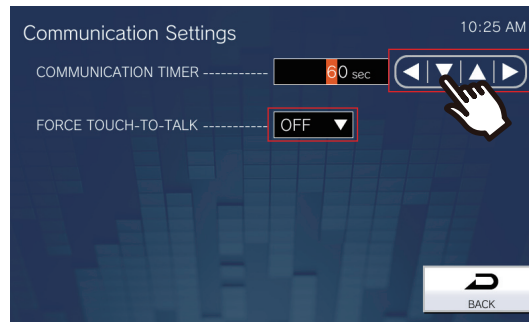 Communication Settings
10:25 AM
COMMUNICATION TIMER ----------- 60 sec
FORCE TOUCH-TO-TALK ----------- OFF
BACK